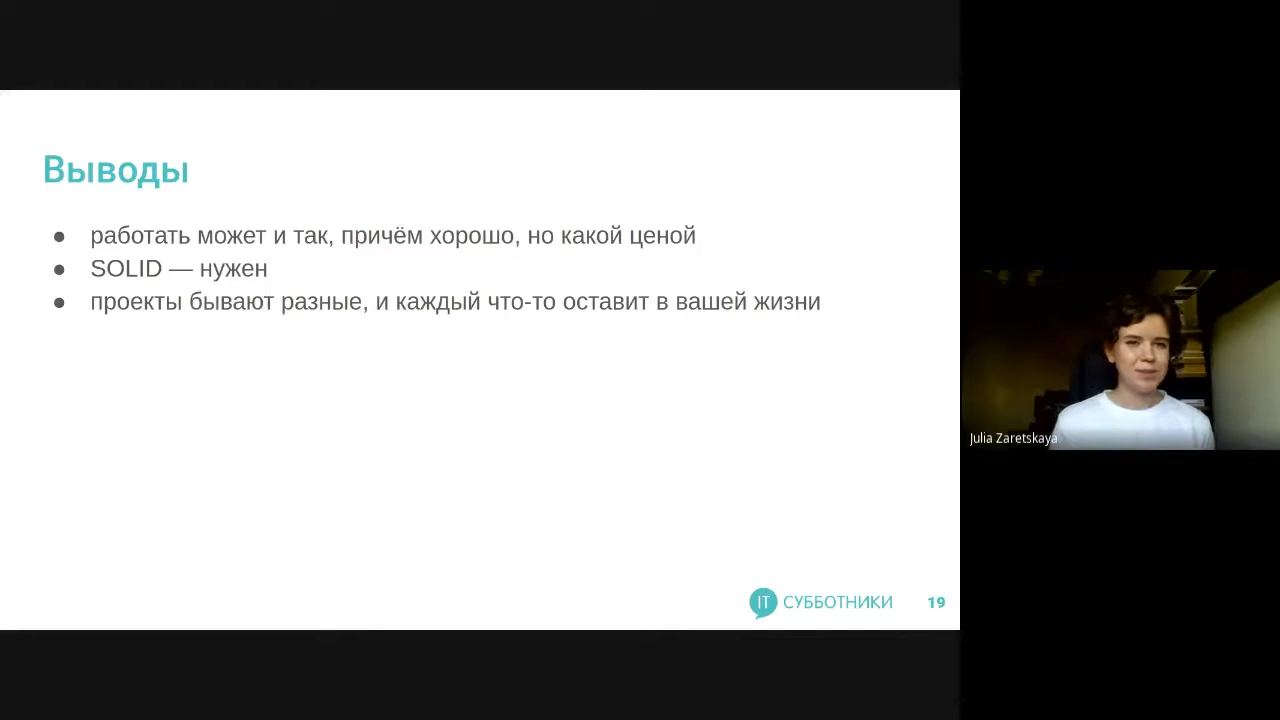 Выводы
● работать может и так, причём хорошо, но какой ценой
● SOLID — нужен
● проекты бывают разные, и каждый что-то оставит в вашей жизни
Julia Zaretskaya
IT СУББОТНИКИ 19